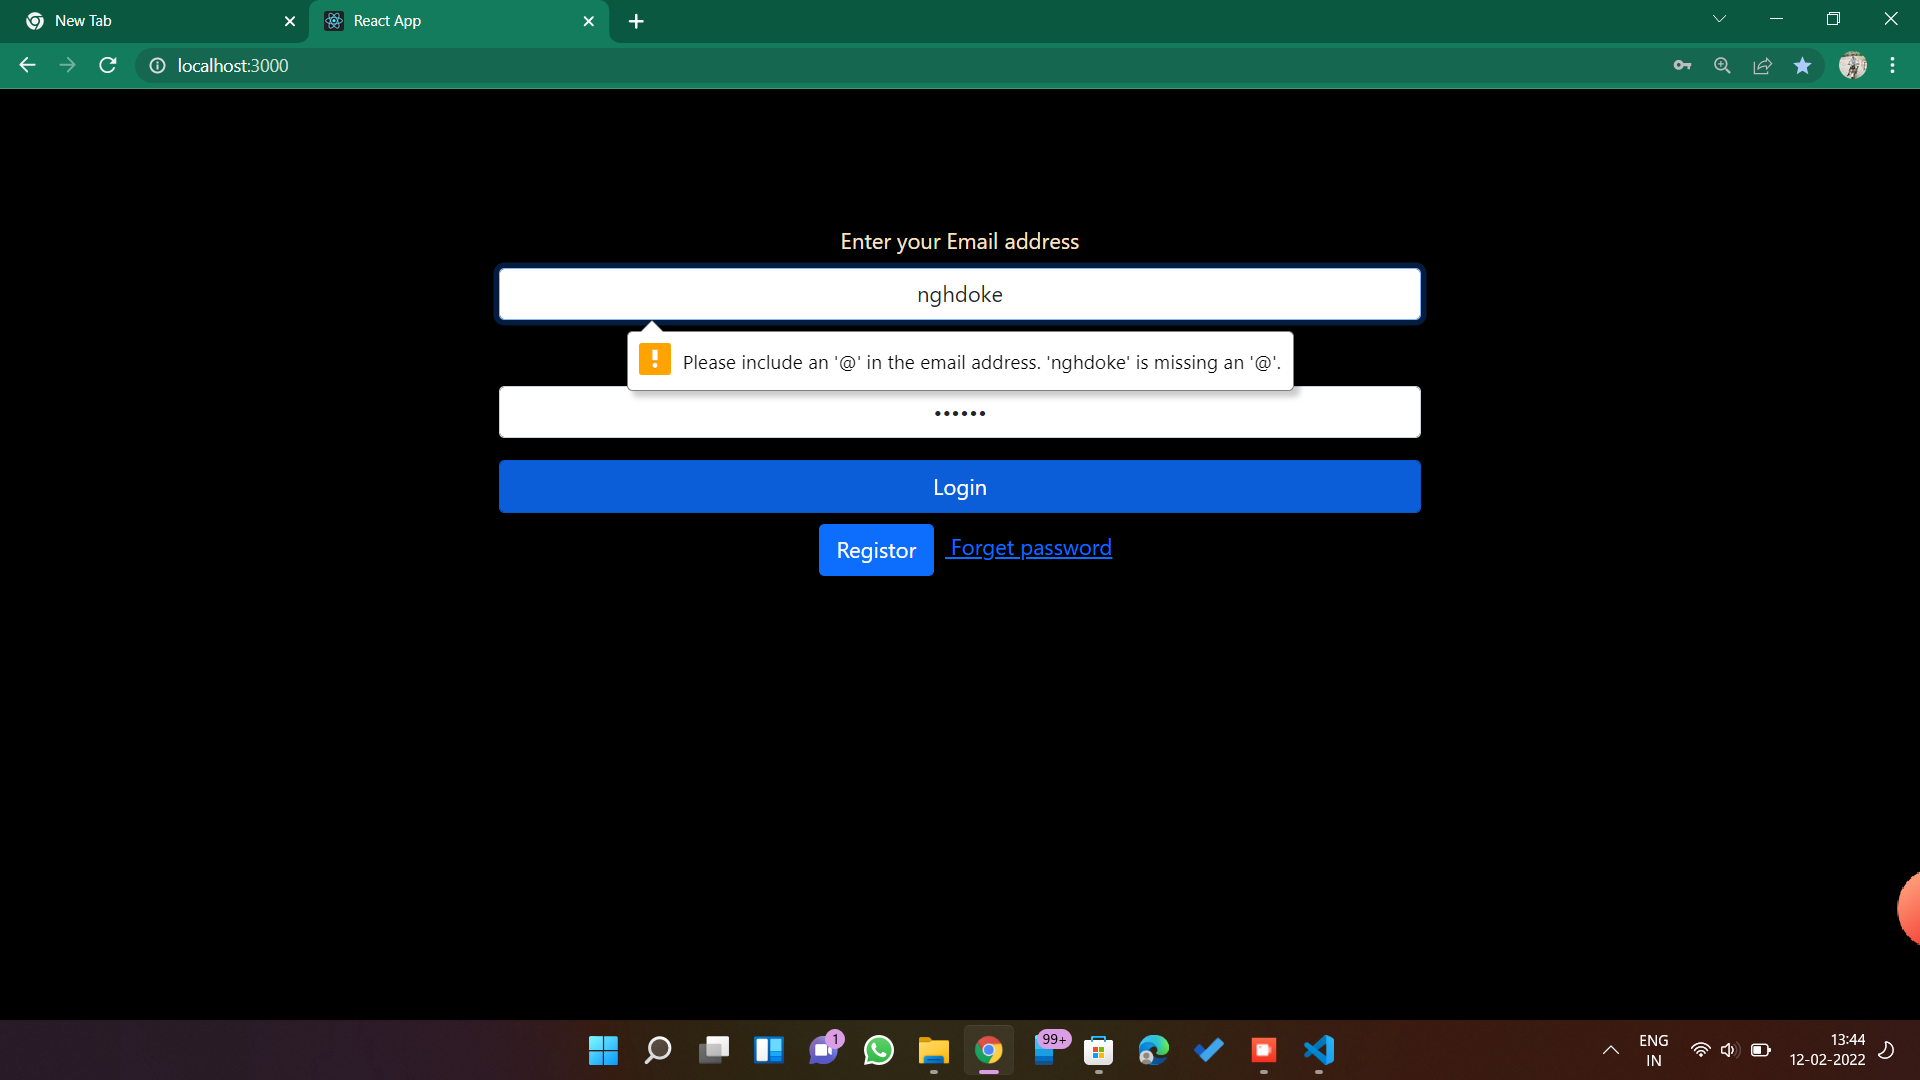 New Tab
React App
localhost:3000
Enter your Email address
nghdoke
Please include an '@' in the email address. 'nghdoke' is missing an '@'.
••••••
Login
Registor
Forget password
1
99+
ENG
IN
13:44
12-02-2022